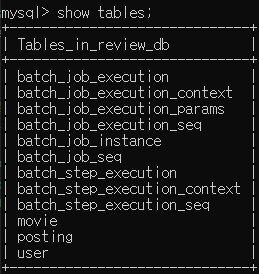 mysql> show tables;
+------------------------------+
| Tables_in_review_db          |
+------------------------------+
| batch_job_execution          |
| batch_job_execution_context  |
| batch_job_execution_params   |
| batch_job_execution_seq      |
| batch_job_instance           |
| batch_job_seq                |
| batch_step_execution         |
| batch_step_execution_context |
| batch_step_execution_seq     |
| movie                        |
| posting                      |
| user                         |
+------------------------------+